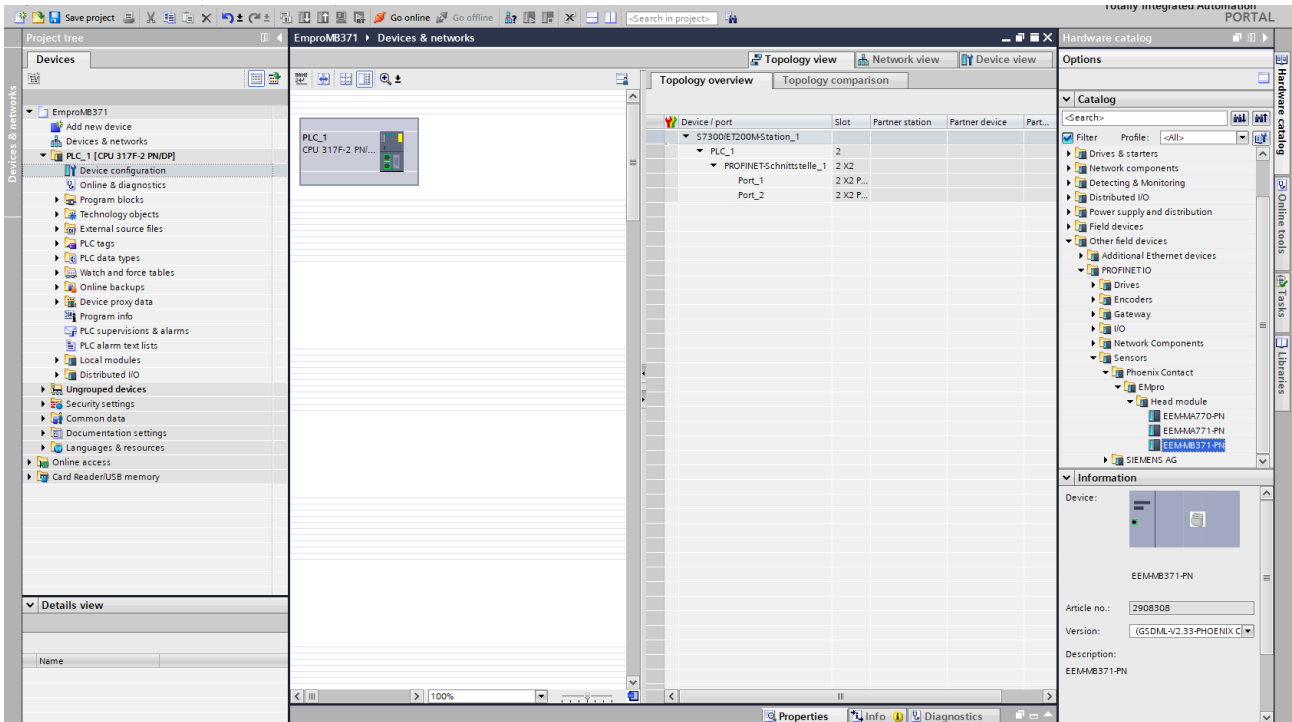 Totally Integrated Automation
PORTAL
Save project
Go online
Go offline
<Search in project>
Project tree
Devices
Devices & networks
EmproMB371
Add new device
Devices & networks
PLC_1 [CPU 317F-2 PN/DP]
Device configuration
Online & diagnostics
Program blocks
Technology objects
External source files
PLC tags
PLC data types
Watch and force tables
Online backups
Device proxy data
Program info
PLC supervisions & alarms
PLC alarm text lists
Local modules
Distributed I/O
Ungrouped devices
Security settings
Common data
Documentation settings
Languages & resources
Online access
Card Reader/USB memory
Details view
Name
EmproMB371 Devices & networks
Topology view
Network view
Device view
PLC_1
CPU 317F-2 PN/...
100%
Topology overview
Topology comparison
Device / port Slot Partner station Partner device Part...
S7300/ET200M-Station_1
PLC_1 2
PROFINET-Schnittstelle_1 2 X2
Port_1 2 X2 P...
Port_2 2 X2 P...
Properties
Info
Diagnostics
Hardware catalog
Options
Catalog
<Search>
Filter Profile: <All>
Drives & starters
Network components
Detecting & Monitoring
Distributed I/O
Power supply and distribution
Field devices
Other field devices
Additional Ethernet devices
PROFINET IO
Drives
Encoders
Gateway
I/O
Network Components
Sensors
Phoenix Contact
EMpro
Head module
EEM-MA770-PN
EEM-MA771-PN
EEM-MB371-PN
SIEMENS AG
Information
Device:
EEM-MB371-PN
Article no.: 2908308
Version: (GSDML-V2.33-PHOENIX C
Description:
EEM-MB371-PN
Hardware catalog
Online tools
Tasks
Libraries